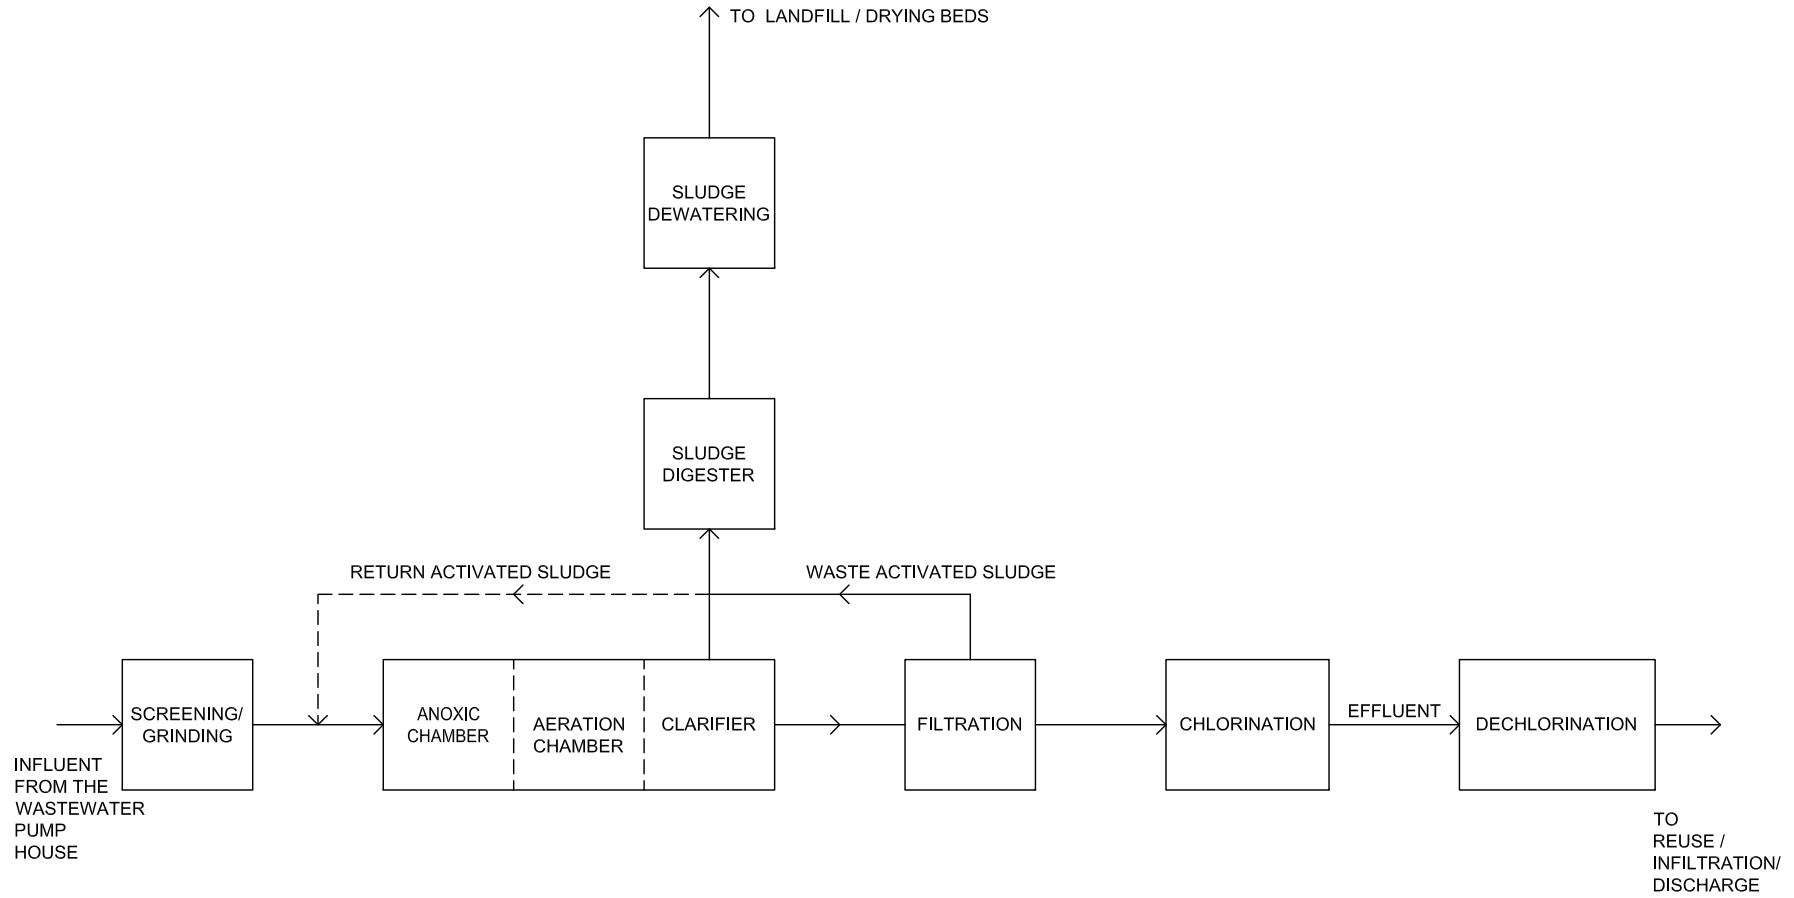 TO LANDFILL / DRYING BEDS
SLUDGE
DEWATERING
SLUDGE
DIGESTER
RETURN ACTIVATED SLUDGE
WASTE ACTIVATED SLUDGE
SCREENING/
GRINDING
ANOXIC
CHAMBER
AERATION
CHAMBER
CLARIFIER
FILTRATION
CHLORINATION
EFFLUENT
DECHLORINATION
INFLUENT
FROM THE
WASTEWATER
PUMP
HOUSE
TO
REUSE /
INFILTRATION/
DISCHARGE